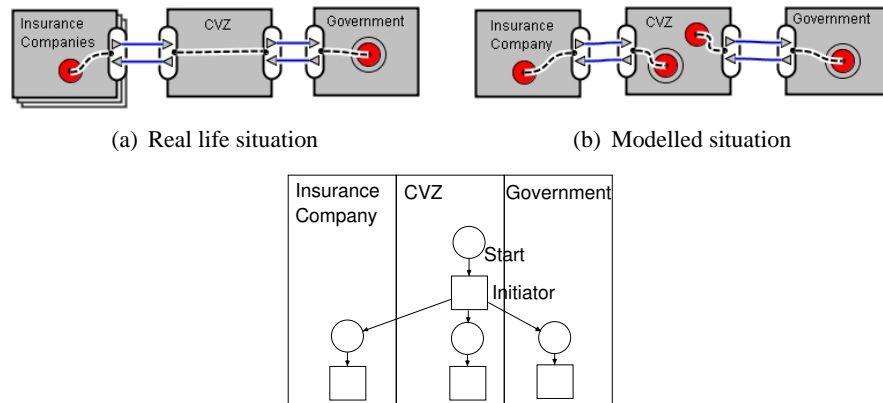 Insurance
Companies
CVZ
Government
Insurance
Company
CVZ
Government
(a) Real life situation
(b) Modelled situation
Insurance
Company
CVZ
Government
Start
Initiator